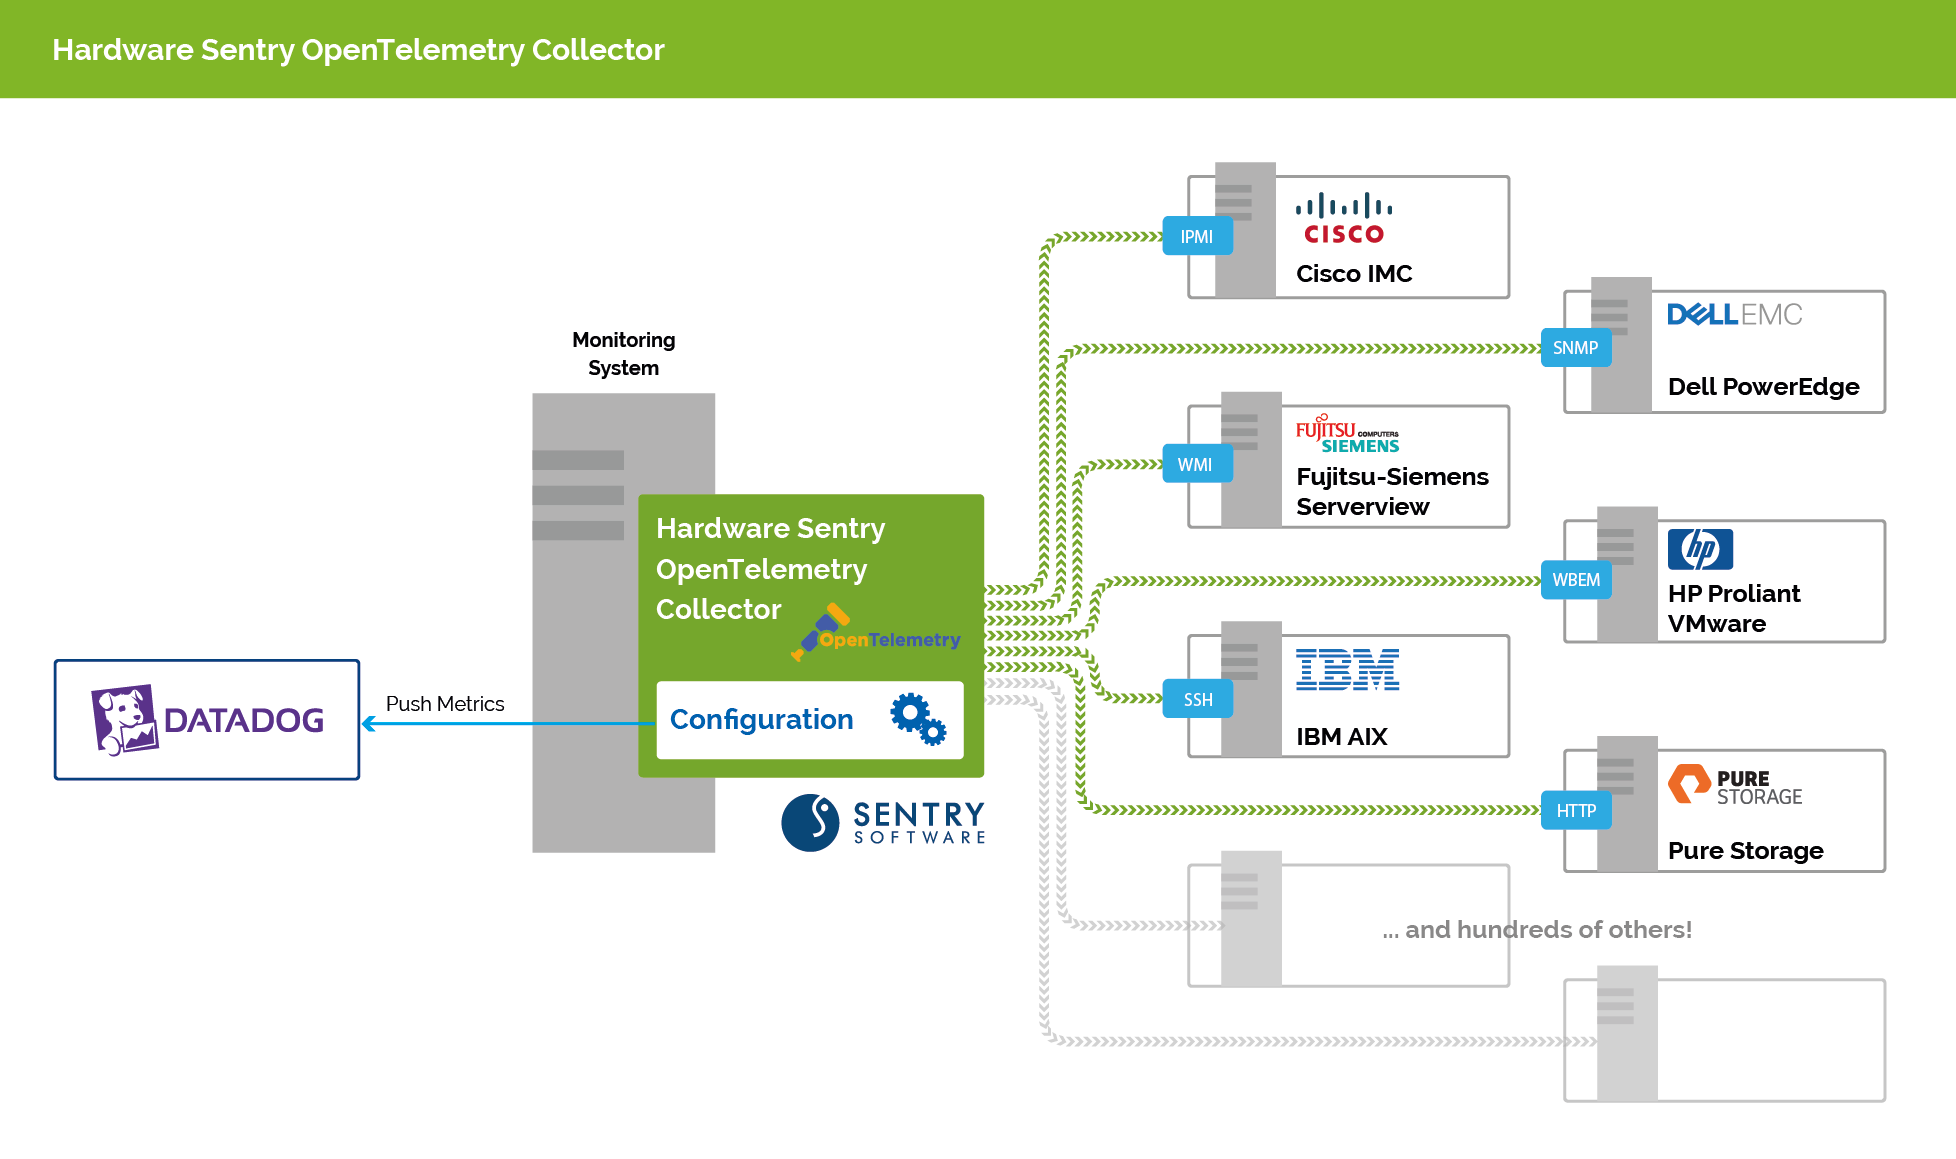 Hardware Sentry OpenTelemetry Collector
Monitoring
System
Hardware Sentry
OpenTelemetry
Collector
OpenTelemetry
Configuration
Push Metrics
DATADOG
SENTRY
SOFTWARE
IPMI
CISCO
Cisco IMC
SNMP
DELLEMC
Dell PowerEdge
WMI
FUJITSU COMPUTERS
SIEMENS
Fujitsu-Siemens
Serverview
WBEM
hp
HP Proliant
VMware
SSH
IBM
IBM AIX
HTTP
PURE
STORAGE
Pure Storage
... and hundreds of others!